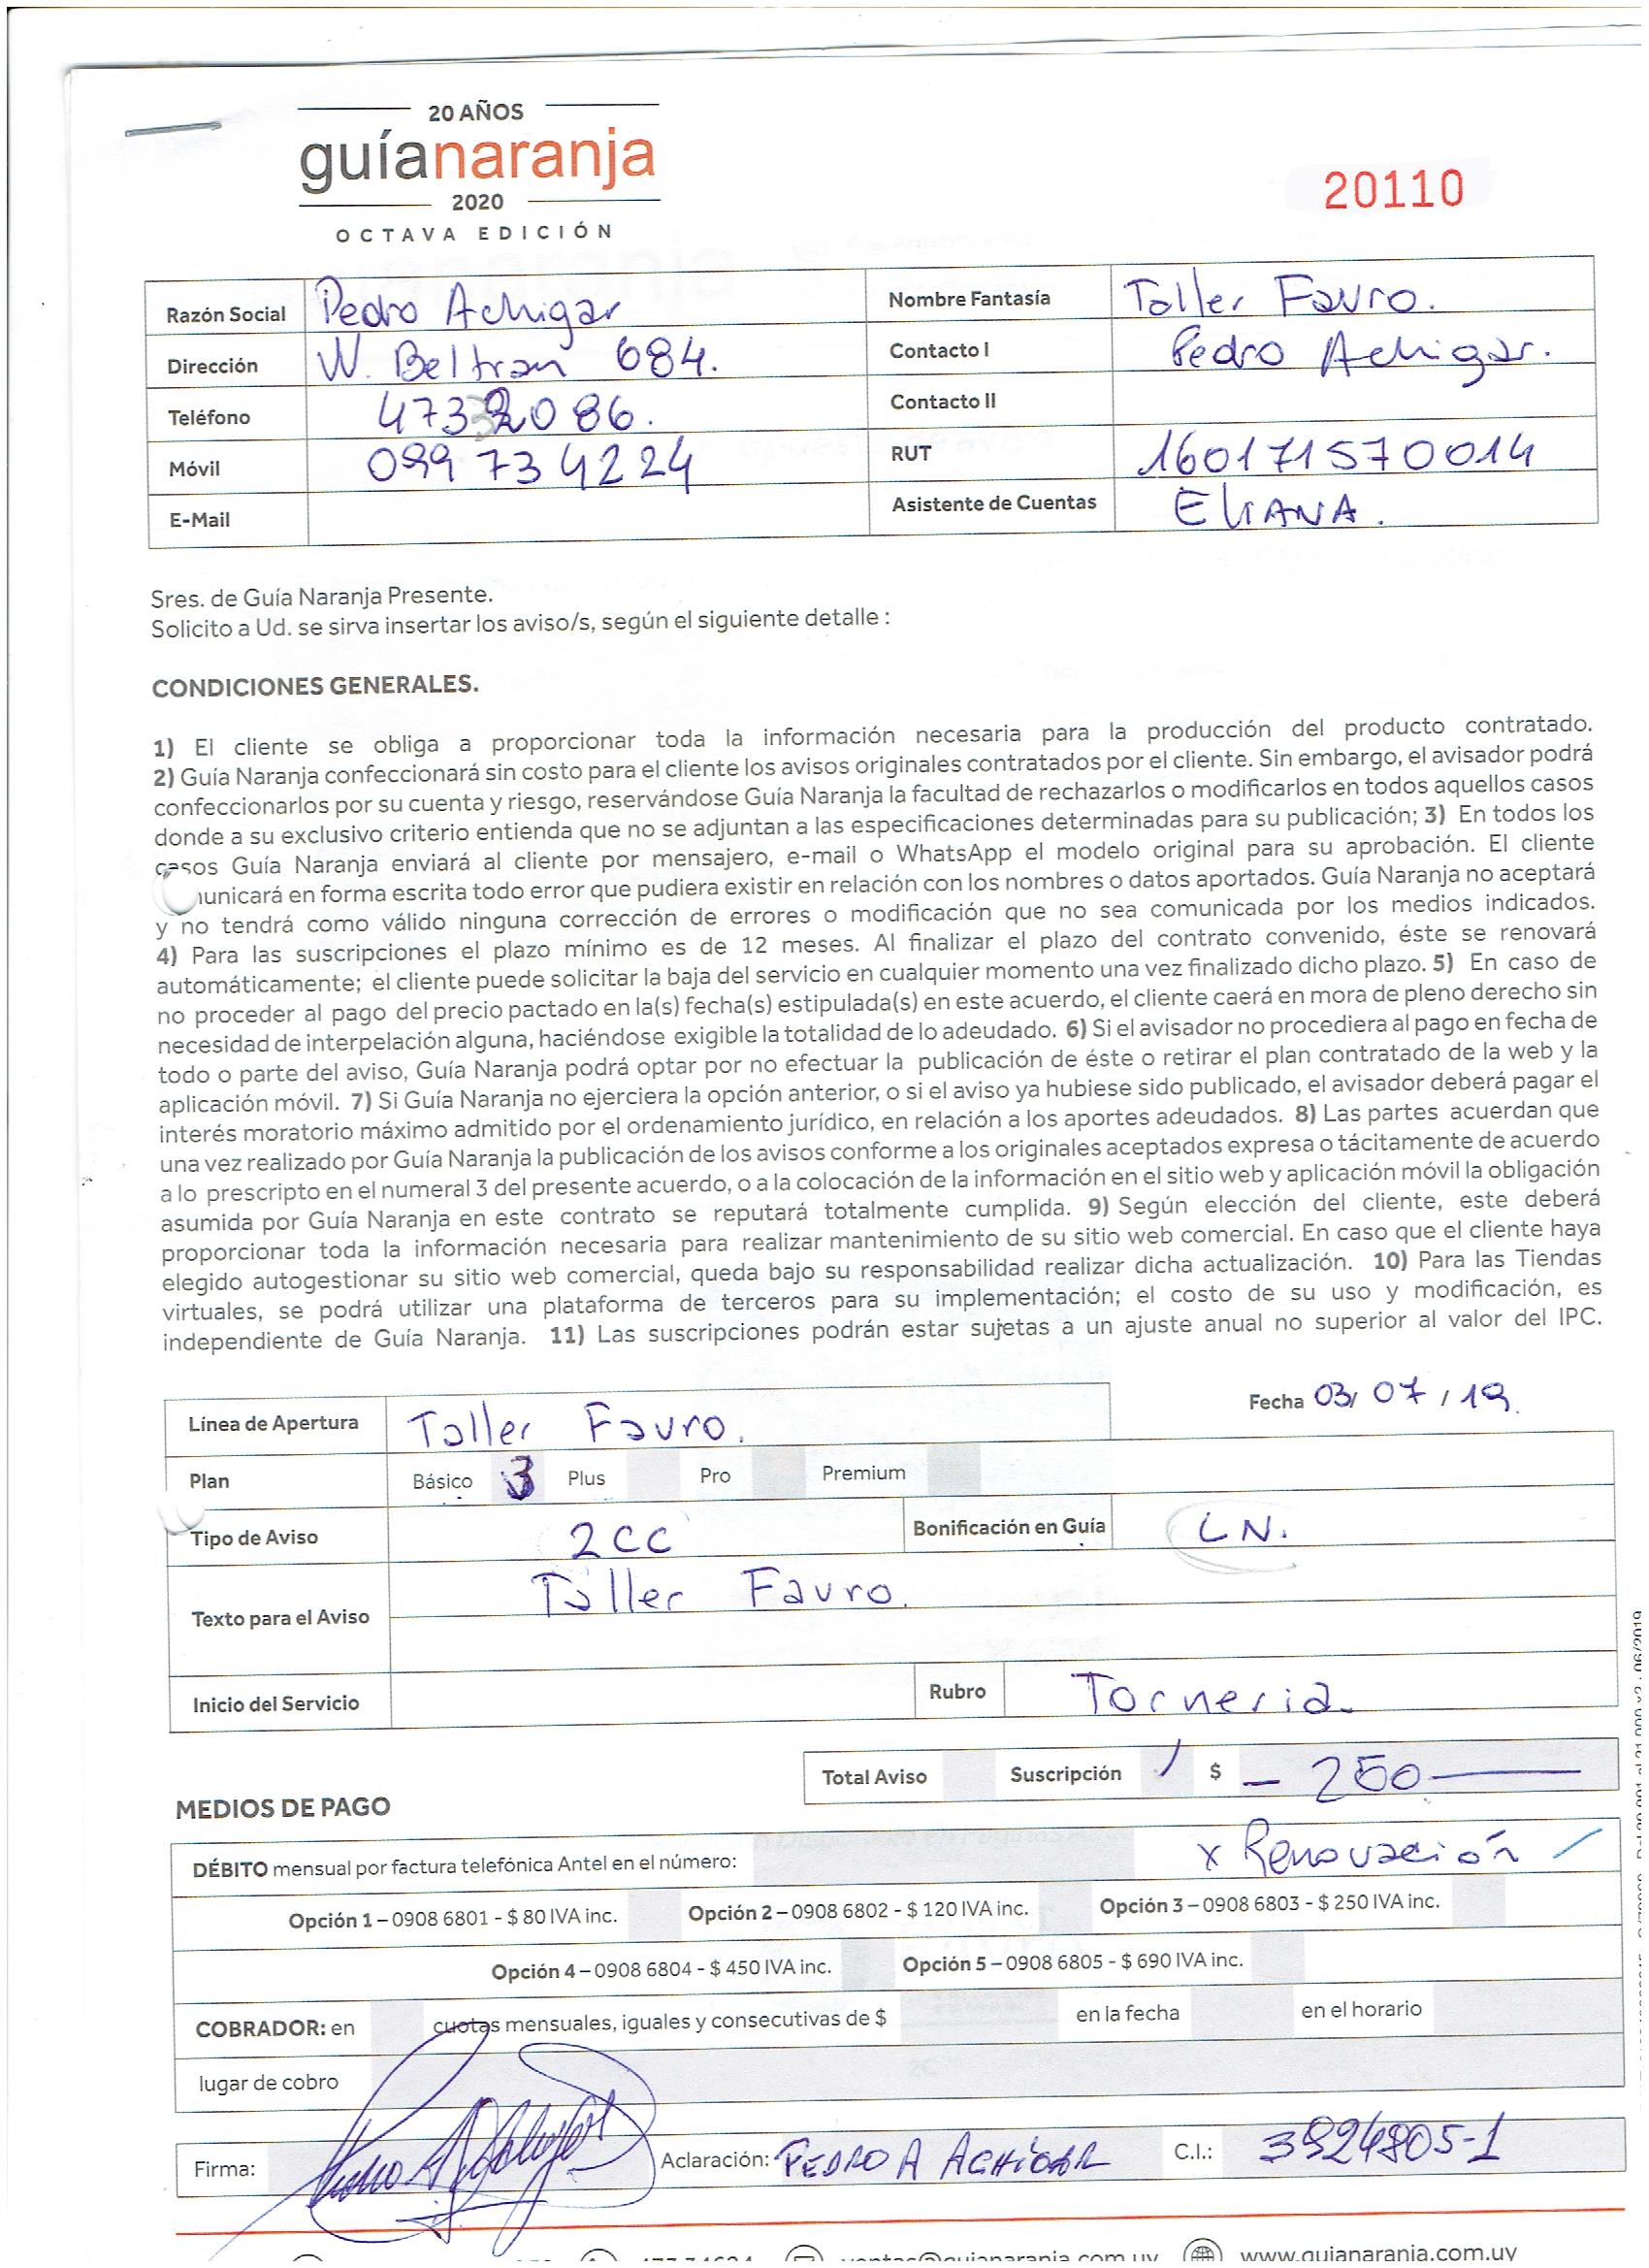 20 AÑOS
guíanaranja
2020
OCTAVA EDICIÓN
20110
Razón Social Pedro Achigar Nombre Fantasía Taller Favro.
Dirección W. Beltran 684. Contacto I Pedro Achigar.
Teléfono 47332086. Contacto II
Móvil 099 734224 RUT 160171570014
E-Mail Asistente de Cuentas ELIANA.
Sres. de Guía Naranja Presente.
Solicito a Ud. se sirva insertar los aviso/s, según el siguiente detalle :
CONDICIONES GENERALES.
1) El cliente se obliga a proporcionar toda la información necesaria para la producción del producto contratado.
2) Guía Naranja confeccionará sin costo para el cliente los avisos originales contratados por el cliente. Sin embargo, el avisador podrá
confeccionarlos por su cuenta y riesgo, reservándose Guía Naranja la facultad de rechazarlos o modificarlos en todos aquellos casos
donde a su exclusivo criterio entienda que no se adjuntan a las especificaciones determinadas para su publicación; 3) En todos los
casos Guía Naranja enviará al cliente por mensajero, e-mail o WhatsApp el modelo original para su aprobación. El cliente
unicará en forma escrita todo error que pudiera existir en relación con los nombres o datos aportados. Guía Naranja no aceptará
y no tendrá como válido ninguna corrección de errores o modificación que no sea comunicada por los medios indicados.
4) Para las suscripciones el plazo mínimo es de 12 meses. Al finalizar el plazo del contrato convenido, éste se renovará
automáticamente; el cliente puede solicitar la baja del servicio en cualquier momento una vez finalizado dicho plazo. 5) En caso de
no proceder al pago del precio pactado en la(s) fecha(s) estipulada(s) en este acuerdo, el cliente caerá en mora de pleno derecho sin
necesidad de interpelación alguna, haciéndose exigible la totalidad de lo adeudado. 6) Si el avisador no procediera al pago en fecha de
todo o parte del aviso, Guía Naranja podrá optar por no efectuar la publicación de éste o retirar el plan contratado de la web y la
aplicación móvil. 7) Si Guía Naranja no ejerciera la opción anterior, o si el aviso ya hubiese sido publicado, el avisador deberá pagar el
interés moratorio máximo admitido por el ordenamiento jurídico, en relación a los aportes adeudados. 8) Las partes acuerdan que
una vez realizado por Guía Naranja la publicación de los avisos conforme a los originales aceptados expresa o tácitamente de acuerdo
a lo prescripto en el numeral 3 del presente acuerdo, o a la colocación de la información en el sitio web y aplicación móvil la obligación
asumida por Guía Naranja en este contrato se reputará totalmente cumplida. 9) Según elección del cliente, este deberá
proporcionar toda la información necesaria para realizar mantenimiento de su sitio web comercial. En caso que el cliente haya
elegido autogestionar su sitio web comercial, queda bajo su responsabilidad realizar dicha actualización. 10) Para las Tiendas
virtuales, se podrá utilizar una plataforma de terceros para su implementación; el costo de su uso y modificación, es
independiente de Guía Naranja. 11) Las suscripciones podrán estar sujetas a un ajuste anual no superior al valor del IPC.
Fecha 03/ 07 / 19.
Línea de Apertura Taller Favro.
Plan Básico 3 Plus Pro Premium
Tipo de Aviso 2CC Bonificación en Guía LN.
Texto para el Aviso Taller Favro.
Inicio del Servicio Rubro Torneria.
Total Aviso Suscripción / $ - 250 -
MEDIOS DE PAGO
DÉBITO mensual por factura telefónica Antel en el número: x Renovación /
Opción 1 – 0908 6801 - $ 80 IVA inc. Opción 2 – 0908 6802 - $ 120 IVA inc. Opción 3 – 0908 6803 - $ 250 IVA inc.
Opción 4 – 0908 6804 - $ 450 IVA inc. Opción 5 – 0908 6805 - $ 690 IVA inc.
COBRADOR: en cuotas mensuales, iguales y consecutivas de $ en la fecha en el horario
lugar de cobro
Firma: Aclaración: PEDRO A ACHIGAR C.I.: 3924805-1
ventas@guianaranja.com.uy www.guianaranja.com.uy